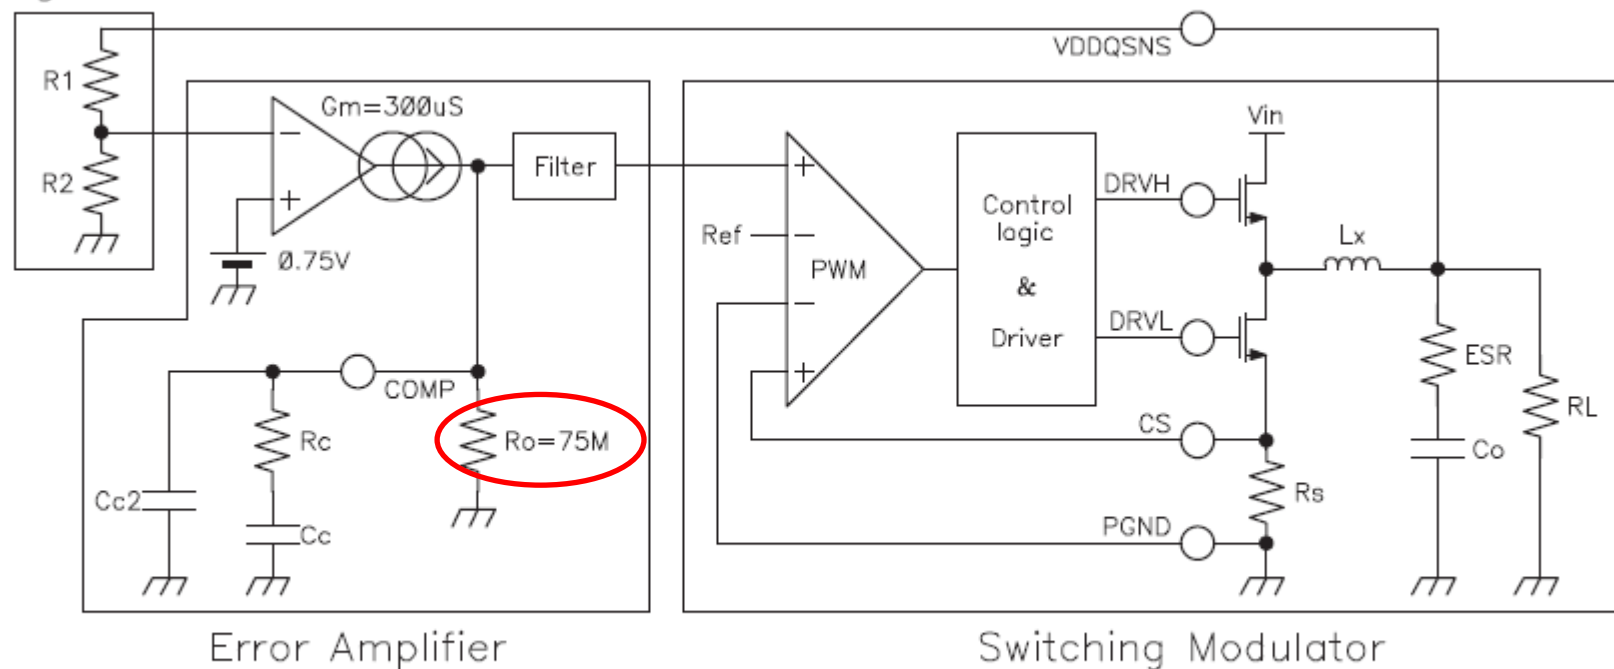 VDDQSNS
R1
Gm=300uS
Vin
R2
Filter
DRVH
Control
logic
&
Driver
Ref
PWM
Lx
0.75V
DRVL
ESR
COMP
RL
Rc
Ro=75M
CS
Co
Cc2
Rs
Cc
PGND
Error Amplifier
Switching Modulator